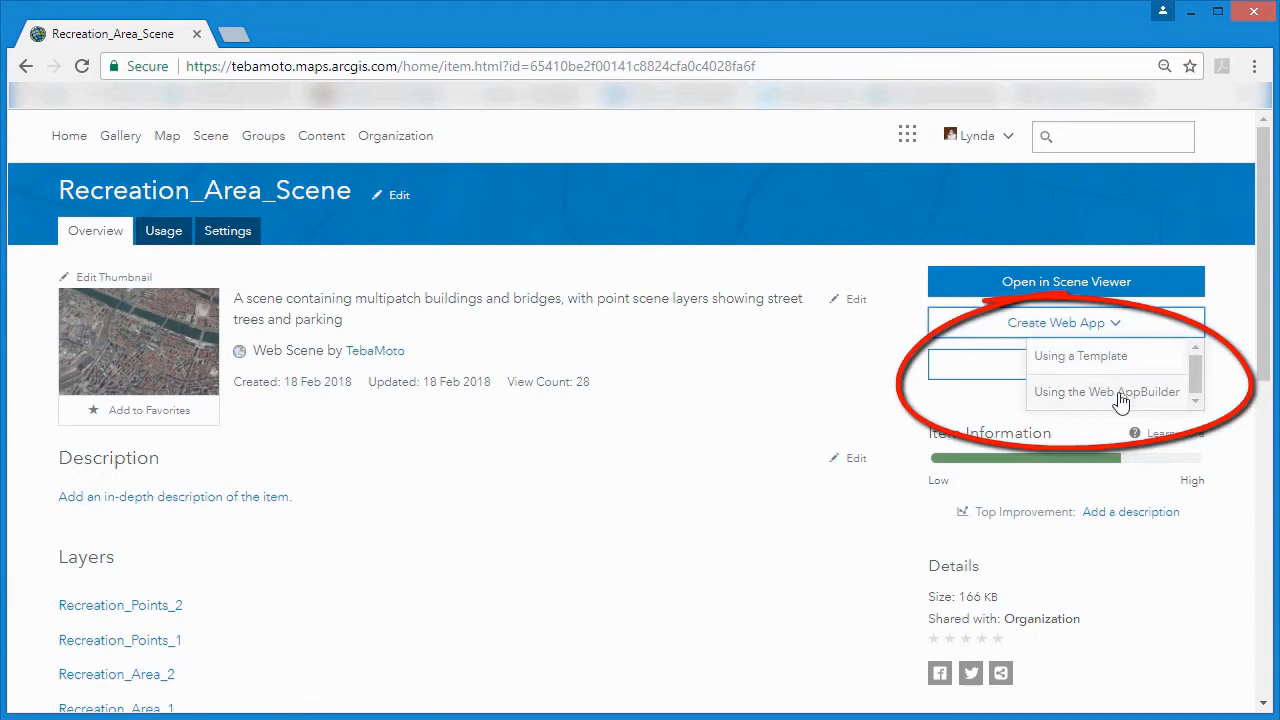 Recreation_Area_Scene
Secure https://tebamoto.maps.arcgis.com/home/item.html?id=65410be2f00141c8824cfa0c4028fa6f
Home Gallery Map Scene Groups Content Organization Lynda
Recreation_Area_Scene Edit
Overview Usage Settings
Edit Thumbnail
Open in Scene Viewer
A scene containing multipatch buildings and bridges, with point scene layers showing street
trees and parking
Edit
Create Web App
Web Scene by TebaMoto
Using a Template
Created: 18 Feb 2018 Updated: 18 Feb 2018 View Count: 28
Using the Web AppBuilder
Add to Favorites
Item Information
Description Edit
Low High
Add an in-depth description of the item.
Top Improvement: Add a description
Layers
Details
Size: 166 KB
Recreation_Points_2
Shared with: Organization
Recreation_Points_1
Recreation_Area_2
Recreation_Area_1